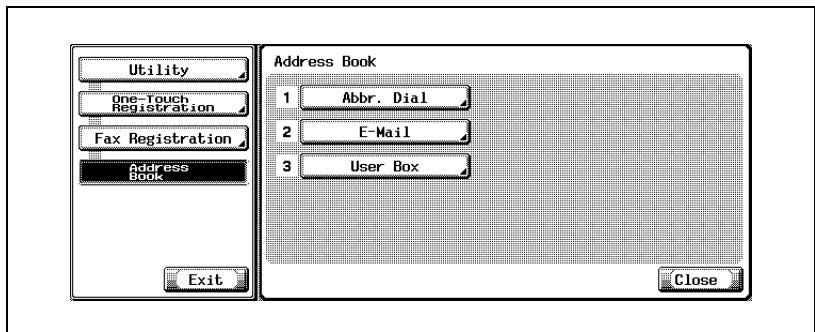 Utility
One-Touch
Registration
Fax Registration
Address
Book
Exit
Address Book
1 Abbr. Dial
2 E-Mail
3 User Box
Close